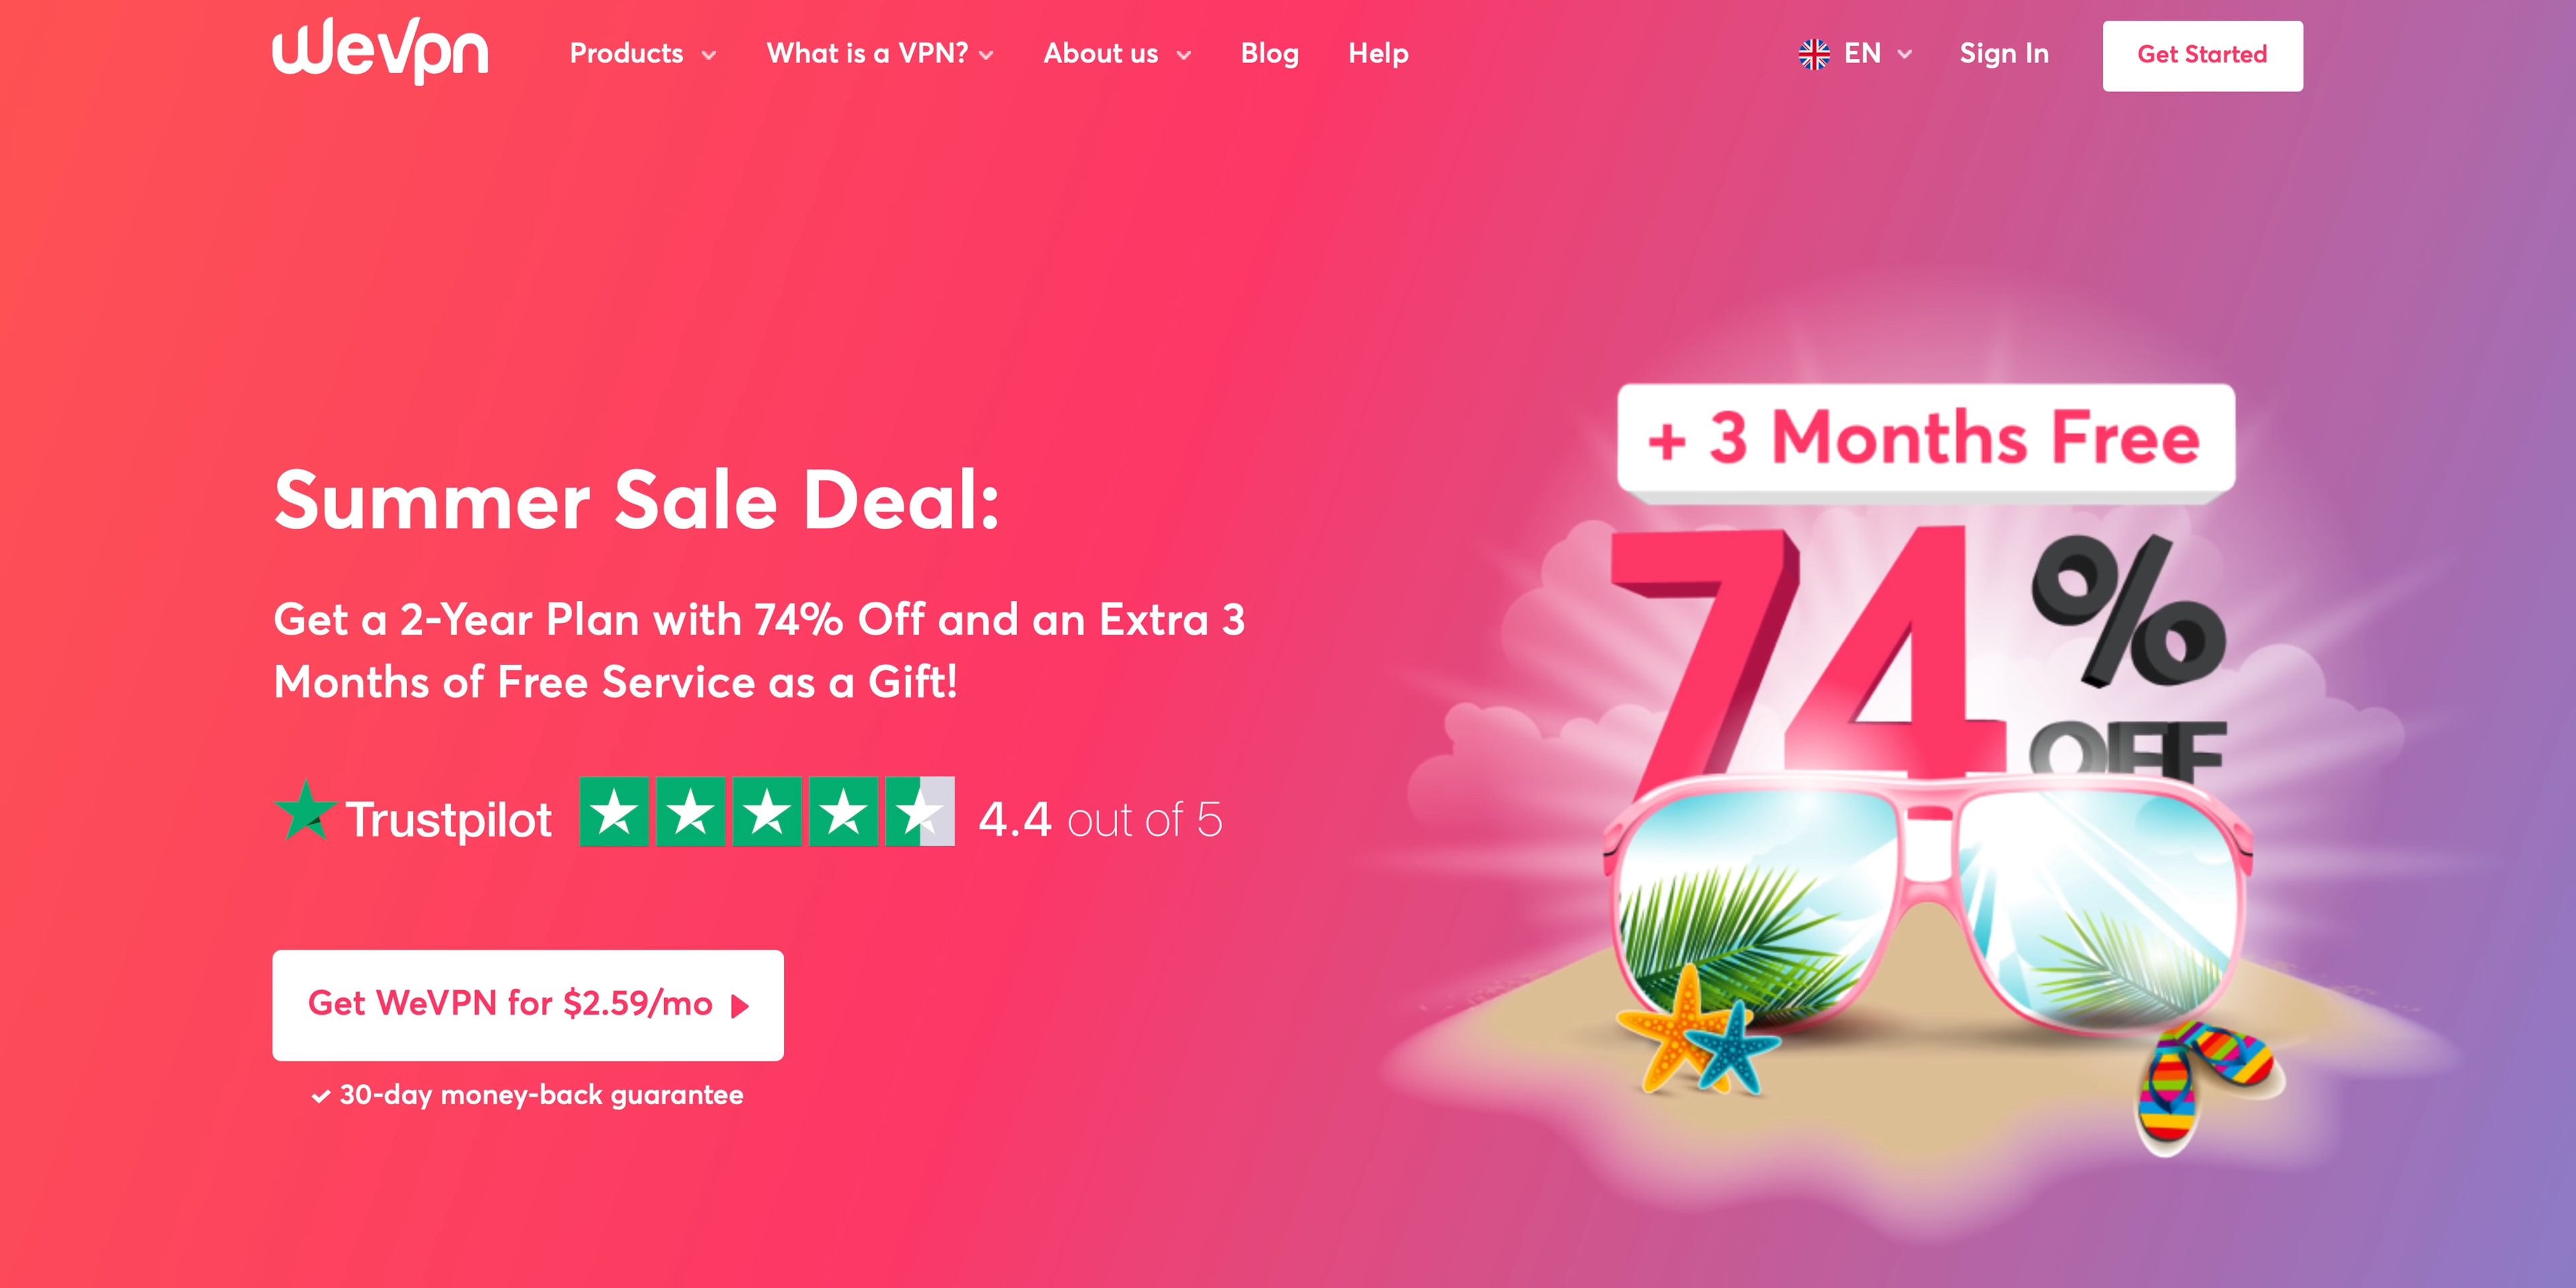 WeVpn
Products
What is a VPN?
About us
Blog
Help
EN
Sign In
Get Started
Summer Sale Deal:
Get a 2-Year Plan with 74% Off and an Extra 3
Months of Free Service as a Gift!
Trustpilot
4.4 out of 5
Get WeVPN for $2.59/mo
30-day money-back guarantee
+ 3 Months Free
74%
OFF